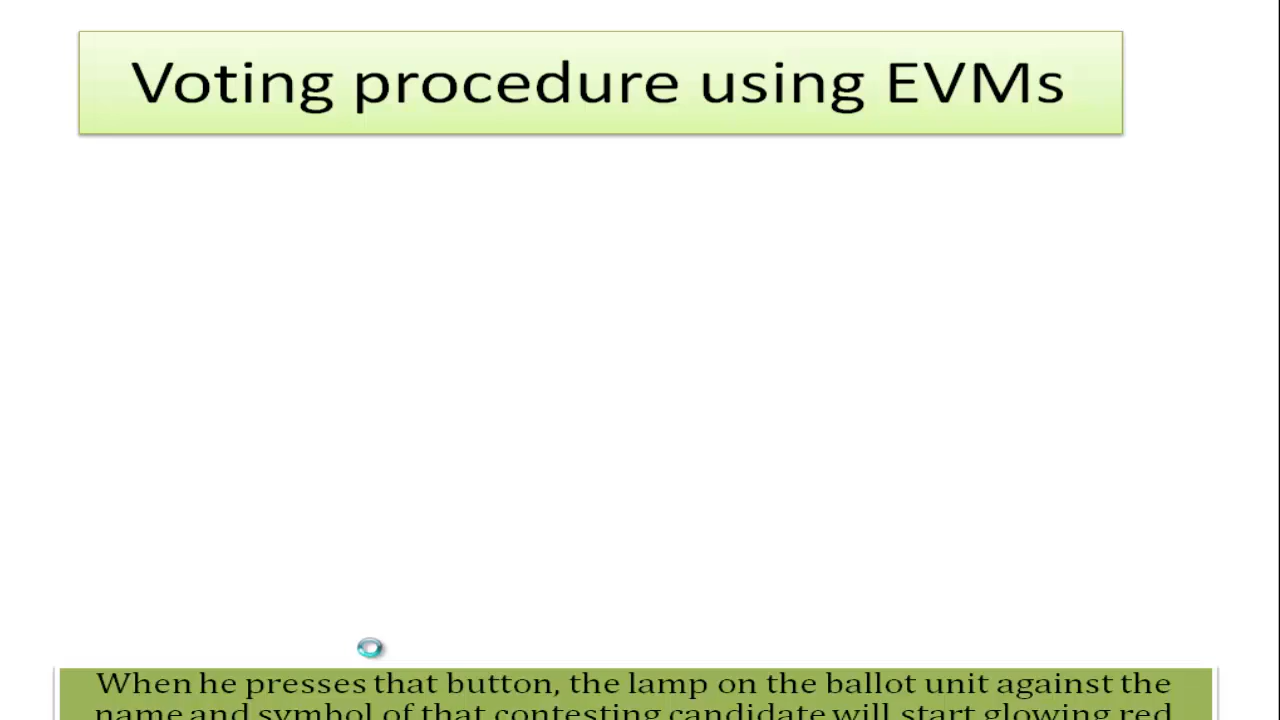 Voting procedure using EVMs
When he presses that button, the lamp on the ballot unit against the
name and symbol of that contesting candidate will start glowing red